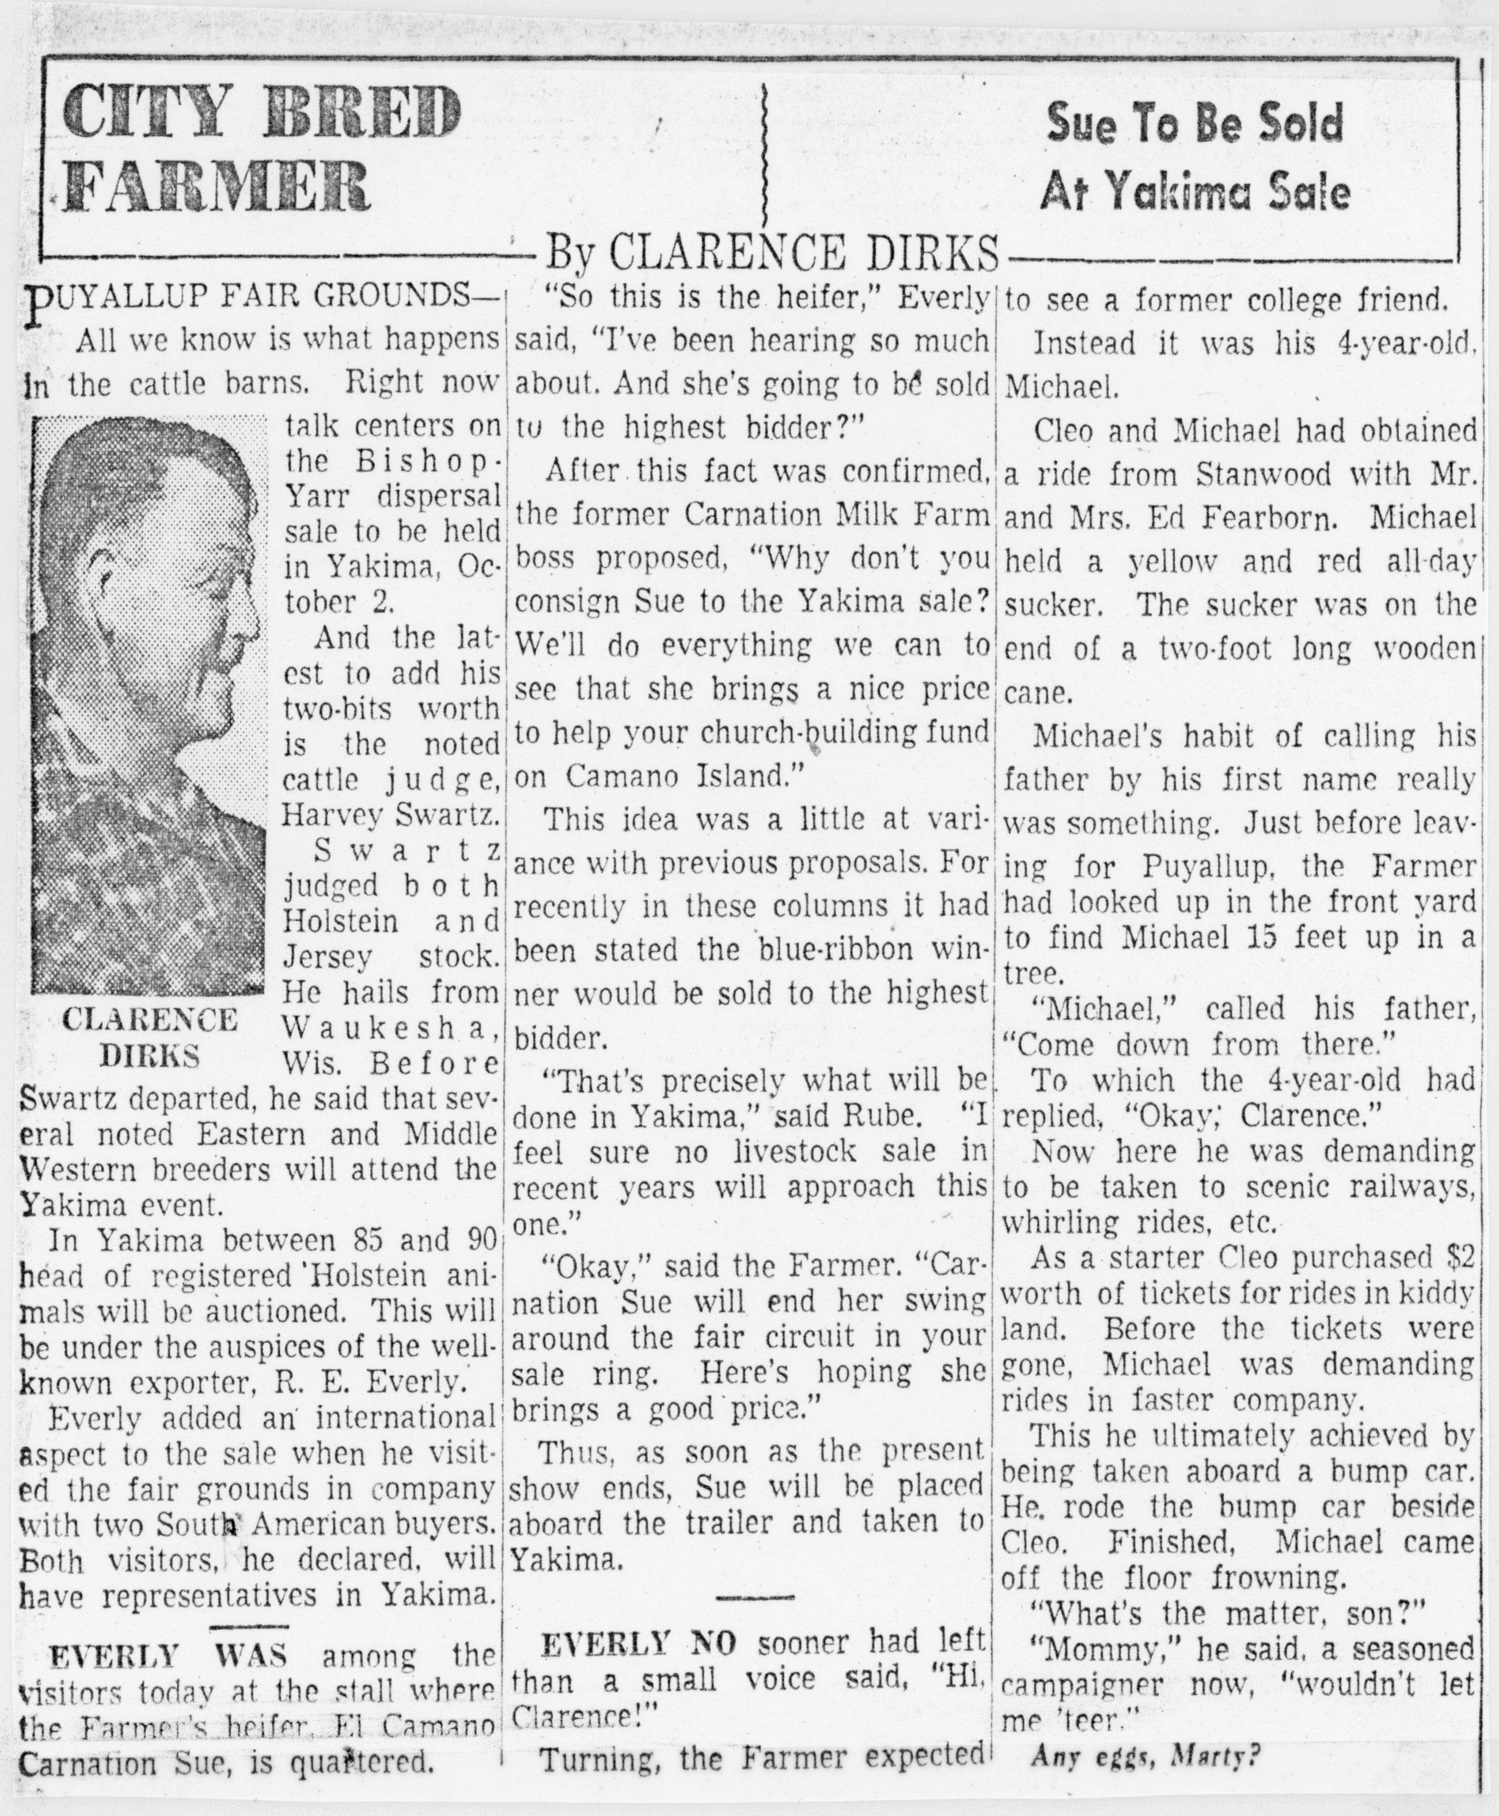 CITY BRED
FARMER
Sue To Be Sold
At Yakima Sale
By CLARENCE DIRKS
PUYALLUP FAIR GROUNDS—
All we know is what happens
in the cattle barns. Right now
talk centers on
the Bishop-
Yarr dispersal
sale to be held
in Yakima, Oc-
tober 2.
And the lat-
est to add his
two-bits worth
is the noted
cattle judge,
Harvey Swartz.
Swartz
judged both
Holstein and
Jersey stock.
He hails from
Waukesha,
Wis. Before
CLARENCE
DIRKS
Swartz departed, he said that sev-
eral noted Eastern and Middle
Western breeders will attend the
Yakima event.
In Yakima between 85 and 90
head of registered Holstein ani-
mals will be auctioned. This will
be under the auspices of the well-
known exporter, R. E. Everly.
Everly added an international
aspect to the sale when he visit-
ed the fair grounds in company
with two South American buyers.
Both visitors, he declared, will
have representatives in Yakima.
EVERLY WAS among the
visitors today at the stall where
the Farmer's heifer, El Camano
Carnation Sue, is quartered.
"So this is the heifer," Everly
said, "I've been hearing so much
about. And she's going to be sold
to the highest bidder?"
After this fact was confirmed,
the former Carnation Milk Farm
boss proposed, "Why don't you
consign Sue to the Yakima sale?
We'll do everything we can to
see that she brings a nice price
to help your church-building fund
on Camano Island."
This idea was a little at vari-
ance with previous proposals. For
recently in these columns it had
been stated the blue-ribbon win-
ner would be sold to the highest
bidder.
"That's precisely what will be
done in Yakima," said Rube. "I
feel sure no livestock sale in
recent years will approach this
one."
"Okay," said the Farmer. "Car-
nation Sue will end her swing
around the fair circuit in your
sale ring. Here's hoping she
brings a good price."
Thus, as soon as the present
show ends, Sue will be placed
aboard the trailer and taken to
Yakima.
EVERLY NO sooner had left
than a small voice said, "Hi,
Clarence!"
Turning, the Farmer expected
to see a former college friend.
Instead it was his 4-year-old,
Michael.
Cleo and Michael had obtained
a ride from Stanwood with Mr.
and Mrs. Ed Fearborn. Michael
held a yellow and red all-day
sucker. The sucker was on the
end of a two-foot long wooden
cane.
Michael's habit of calling his
father by his first name really
was something. Just before leav-
ing for Puyallup, the Farmer
had looked up in the front yard
to find Michael 15 feet up in a
tree.
"Michael," called his father,
"Come down from there."
To which the 4-year-old had
replied, "Okay, Clarence."
Now here he was demanding
to be taken to scenic railways,
whirling rides, etc.
As a starter Cleo purchased $2
worth of tickets for rides in kiddy
land. Before the tickets were
gone, Michael was demanding
rides in faster company.
This he ultimately achieved by
being taken aboard a bump car.
He rode the bump car beside
Cleo. Finished, Michael came
off the floor frowning.
"What's the matter, son?"
"Mommy," he said, a seasoned
campaigner now, "wouldn't let
me 'teer."
Any eggs, Marty?